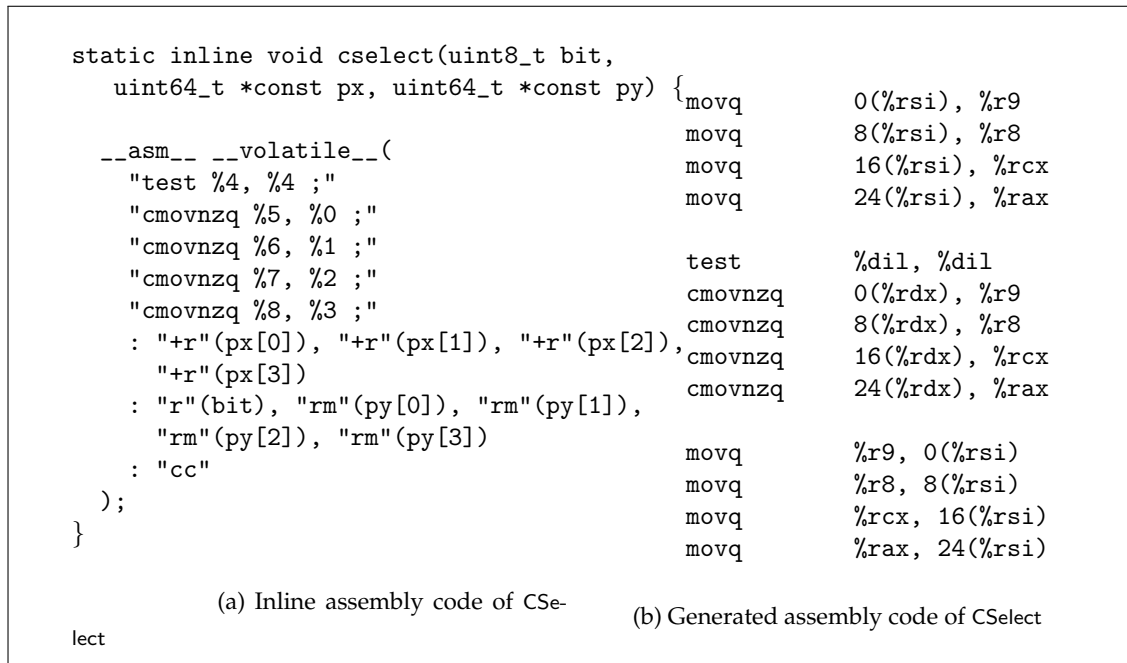 static inline void cselect(uint8_t bit,
   uint64_t *const px, uint64_t *const py) {

  __asm__ __volatile__(
    "test %4, %4 ;"
    "cmovnzq %5, %0 ;"
    "cmovnzq %6, %1 ;"
    "cmovnzq %7, %2 ;"
    "cmovnzq %8, %3 ;"
    : "+r"(px[0]), "+r"(px[1]), "+r"(px[2]),
      "+r"(px[3])
    : "r"(bit), "rm"(py[0]), "rm"(py[1]),
      "rm"(py[2]), "rm"(py[3])
    : "cc"
  );
}
(a) Inline assembly code of CSe-
lect
movq 0(%rsi), %r9
movq 8(%rsi), %r8
movq 16(%rsi), %rcx
movq 24(%rsi), %rax

test %dil, %dil
cmovnzq 0(%rdx), %r9
cmovnzq 8(%rdx), %r8
cmovnzq 16(%rdx), %rcx
cmovnzq 24(%rdx), %rax

movq %r9, 0(%rsi)
movq %r8, 8(%rsi)
movq %rcx, 16(%rsi)
movq %rax, 24(%rsi)
(b) Generated assembly code of CSelect